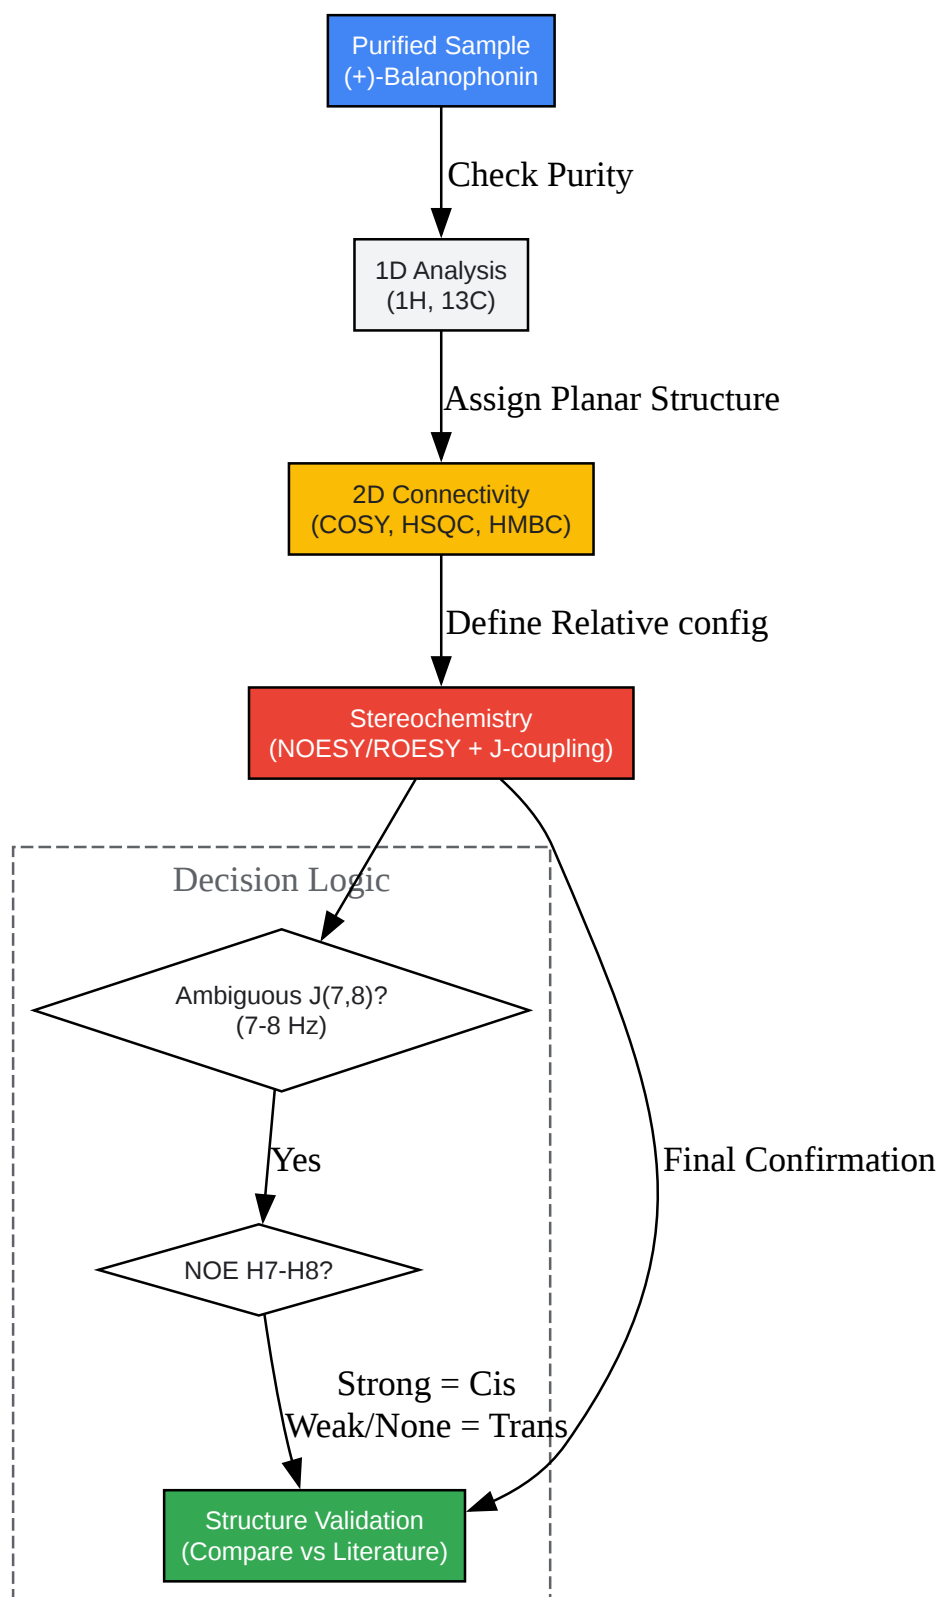 Purified Sample
(+)-Balanophonin
Check Purity
1D Analysis
(1H, 13C)
Assign Planar Structure
2D Connectivity
(COSY, HSQC, HMBC)
Define Relative config
Stereochemistry
(NOESY/ROESY + J-coupling)
Decision Logic
Ambiguous J(7,8)?
(7-8 Hz)
Yes
Final Confirmation
NOE H7-H8?
Strong = Cis
Weak/None = Trans
Structure Validation
(Compare vs Literature)